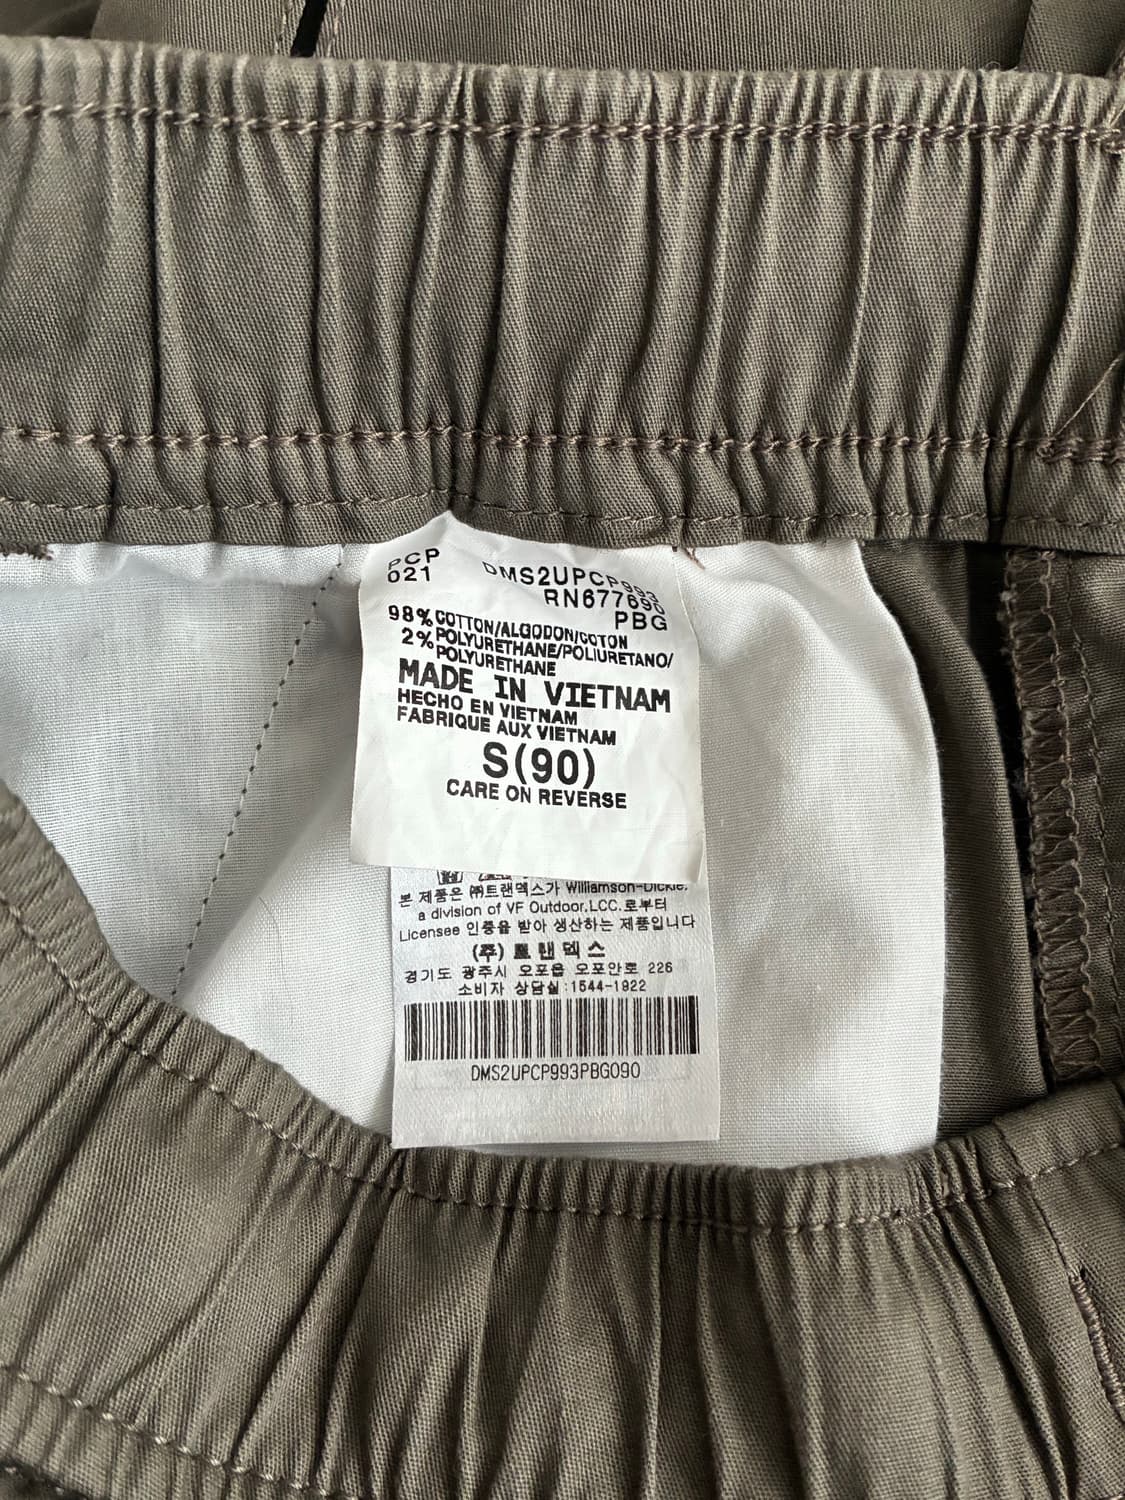 PCP
021
DMS2UPCP993
RN677690
PBG
98% COTTON/ALGODON/COTON
2% POLYURETHANE/POLIURETANO/
POLYURETHANE
MADE IN VIETNAM
HECHO EN VIETNAM
FABRIQUE AUX VIETNAM
S(90)
CARE ON REVERSE
본 제품은 ㈜트랜덱스가 Williamson-Dickie,
a division of VF Outdoor,LCC.로부터
Licensee 인증을 받아 생산하는 제품입니다
(주) 트랜덱스
경기도 광주시 오포읍 오포안로 226
소비자 상담실:1544-1922
DMS2UPCP993PBG090